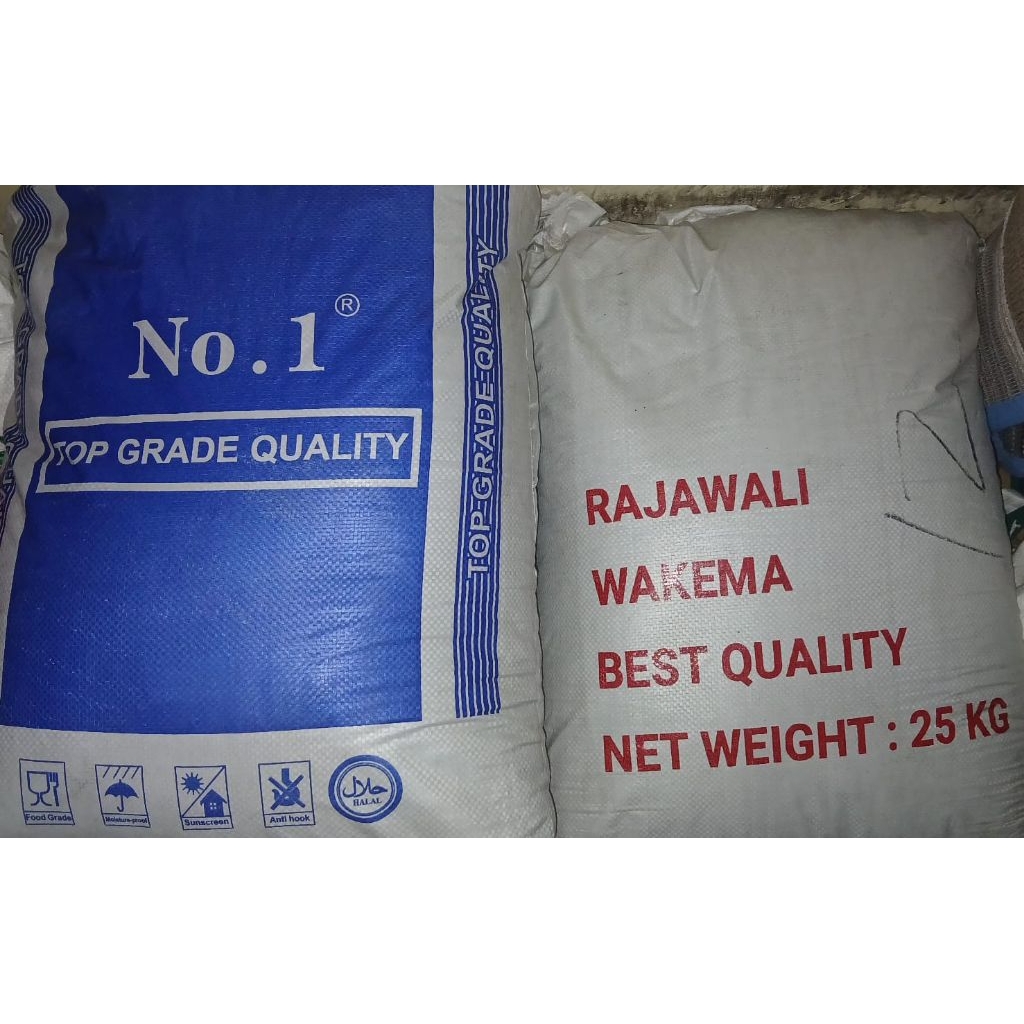 No.1®
TOP GRADE QUALITY
TOP GRADE QUALITY
Food Grade
Moisture-proof
Sunscreen
Anti hook
حلال
HALAL
RAJAWALI
WAKEMA
BEST QUALITY
NET WEIGHT : 25 KG